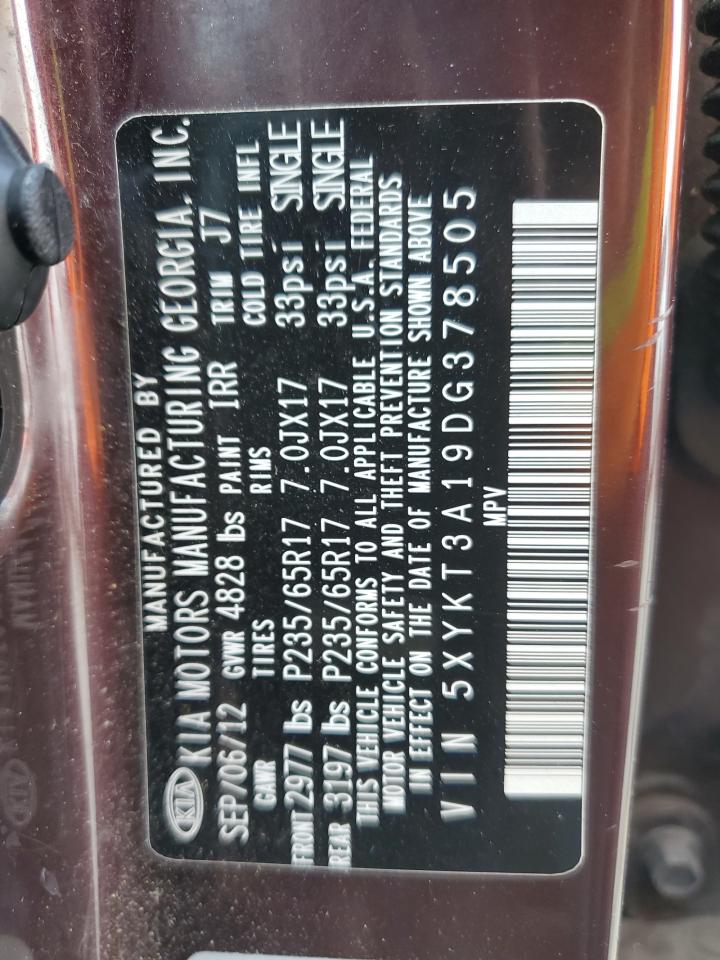 MANUFACTURED BY
KIA KIA MOTORS MANUFACTURING GEORGIA, INC.
SEP/06/12 GVWR 4828 lbs PAINT IRR TRIM J7
GAWR TIRES RIMS COLD TIRE INFL
FRONT 2977 lbs P235/65R17 7.0JX17 33psi SINGLE
REAR 3197 lbs P235/65R17 7.0JX17 33psi SINGLE
THIS VEHICLE CONFORMS TO ALL APPLICABLE U.S.A. FEDERAL
MOTOR VEHICLE SAFETY AND THEFT PREVENTION STANDARDS
IN EFFECT ON THE DATE OF MANUFACTURE SHOWN ABOVE
VIN 5XYKT3A19DG378505
MPV